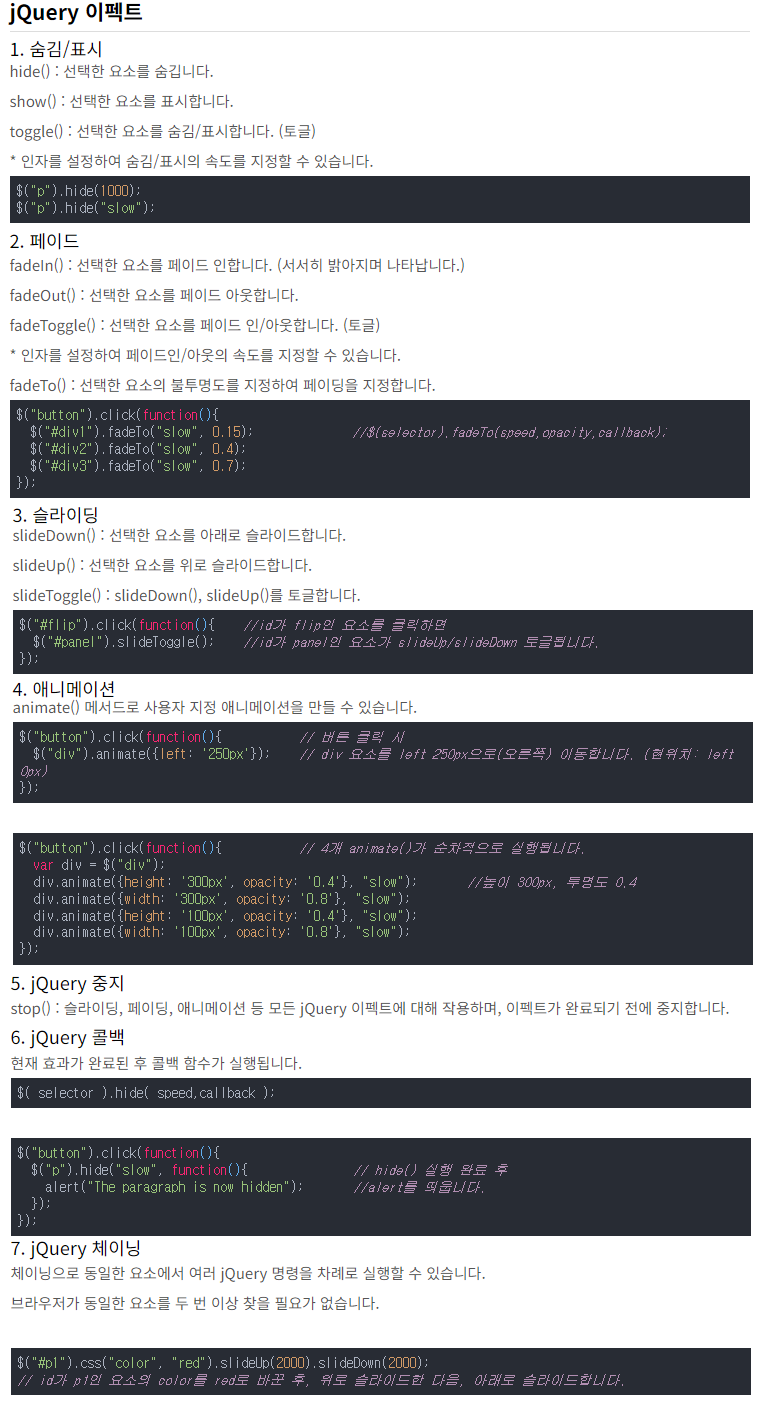 jQuery 이펙트
1. 숨김/표시
hide() : 선택한 요소를 숨깁니다.
show() : 선택한 요소를 표시합니다.
toggle() : 선택한 요소를 숨김/표시합니다. (토글)
* 인자를 설정하여 숨김/표시의 속도를 지정할 수 있습니다.
$("p").hide(1000);
$("p").hide("slow");
2. 페이드
fadeIn() : 선택한 요소를 페이드 인합니다. (서서히 밝아지며 나타납니다.)
fadeOut() : 선택한 요소를 페이드 아웃합니다.
fadeToggle() : 선택한 요소를 페이드 인/아웃합니다. (토글)
* 인자를 설정하여 페이드인/아웃의 속도를 지정할 수 있습니다.
fadeTo() : 선택한 요소의 불투명도를 지정하여 페이딩을 지정합니다.
$("button").click(function(){
$("#div1").fadeTo("slow", 0.15); //$(selector).fadeTo(speed,opacity,callback);
$("#div2").fadeTo("slow", 0.4);
$("#div3").fadeTo("slow", 0.7);
});
3. 슬라이딩
slideDown() : 선택한 요소를 아래로 슬라이드합니다.
slideUp() : 선택한 요소를 위로 슬라이드합니다.
slideToggle() : slideDown(), slideUp()를 토글합니다.
$("#flip").click(function(){ //id가 flip인 요소를 클릭하면
$("#panel").slideToggle(); //id가 panel인 요소가 slideUp/slideDown 토글됩니다.
});
4. 애니메이션
animate() 메서드로 사용자 지정 애니메이션을 만들 수 있습니다.
$("button").click(function(){ // 버튼 클릭 시
$("div").animate({left: '250px'}); // div 요소를 left 250px으로(오른쪽) 이동합니다. (현위치: left
0px)
});
$("button").click(function(){ // 4개 animate()가 순차적으로 실행됩니다.
var div = $("div");
div.animate({height: '300px', opacity: '0.4'}, "slow"); //높이 300px, 투명도 0.4
div.animate({width: '300px', opacity: '0.8'}, "slow");
div.animate({height: '100px', opacity: '0.4'}, "slow");
div.animate({width: '100px', opacity: '0.8'}, "slow");
});
5. jQuery 중지
stop() : 슬라이딩, 페이딩, 애니메이션 등 모든 jQuery 이펙트에 대해 작용하며, 이펙트가 완료되기 전에 중지합니다.
6. jQuery 콜백
현재 효과가 완료된 후 콜백 함수가 실행됩니다.
$( selector ).hide( speed,callback );
$("button").click(function(){
$("p").hide("slow", function(){ // hide() 실행 완료 후
alert("The paragraph is now hidden"); //alert를 띄웁니다.
});
});
7. jQuery 체이닝
체이닝으로 동일한 요소에서 여러 jQuery 명령을 차례로 실행할 수 있습니다.
브라우저가 동일한 요소를 두 번 이상 찾을 필요가 없습니다.
$("#p1").css("color", "red").slideUp(2000).slideDown(2000);
// id가 p1인 요소의 color를 red로 바꾼 후, 위로 슬라이드한 다음, 아래로 슬라이드합니다.